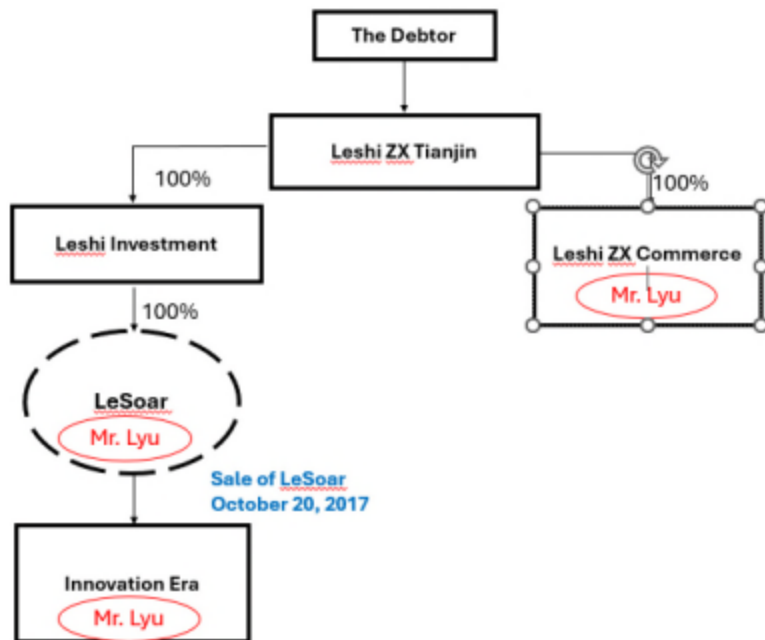 The Debtor
Leshi ZX Tianjin
100%
100%
Leshi Investment
Leshi ZX Commerce
Mr. Lyu
100%
LeSoar
Mr. Lyu
Sale of LeSoar
October 20, 2017
Innovation Era
Mr. Lyu